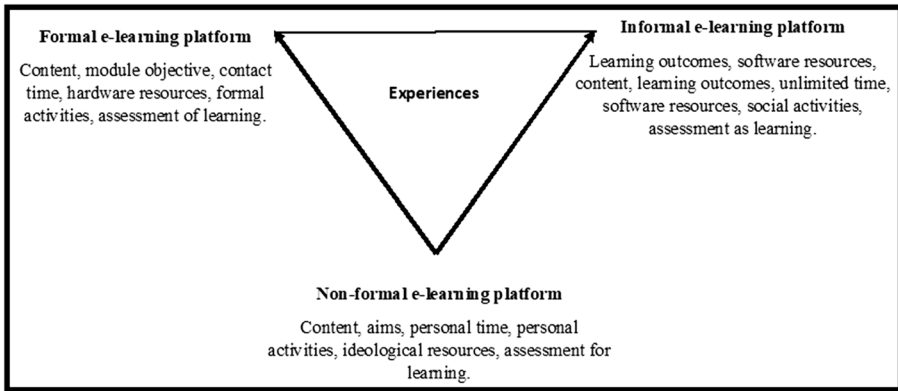 Formal e-learning platform
Content, module objective, contact
time, hardware resources, formal
activities, assessment of learning.
Experiences
Informal e-learning platform
Learning outcomes, software resources,
content, learning outcomes, unlimited time,
software resources, social activities,
assessment as learning.
Non-formal e-learning platform
Content, aims, personal time, personal
activities, ideological resources, assessment for
learning.